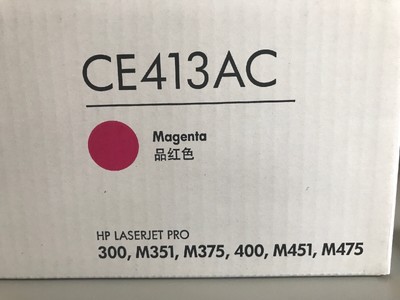 CE413AC
Magenta
品红色
HP LASERJET PRO
300, M351, M375, 400, M451, M475